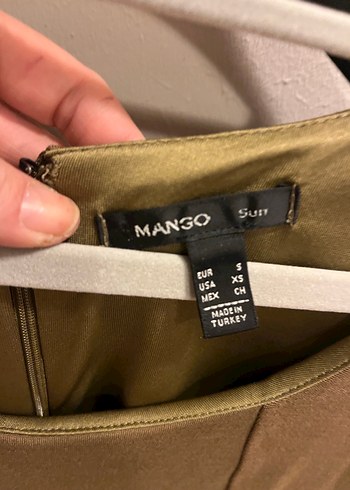 MANGO Suit
EUR S
USA XS
MEX CH
MADE IN
TURKEY